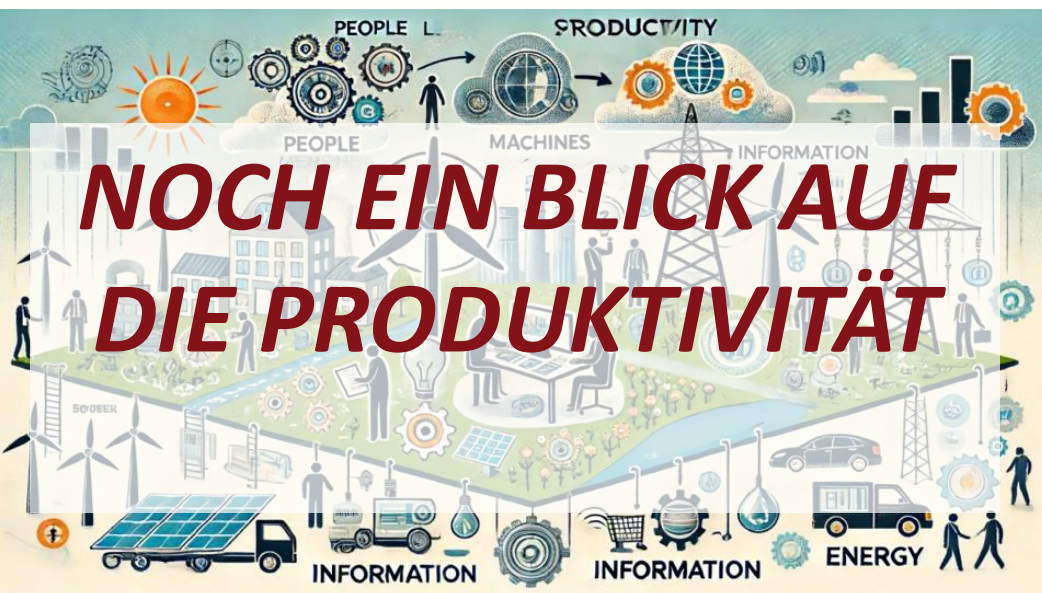 PEOPLE L
PRODUCTIVITY
PEOPLE
MACHINES
INFORMATION
NOCH EIN BLICK AUF
DIE PRODUKTIVITÄT
INFORMATION
INFORMATION
ENERGY